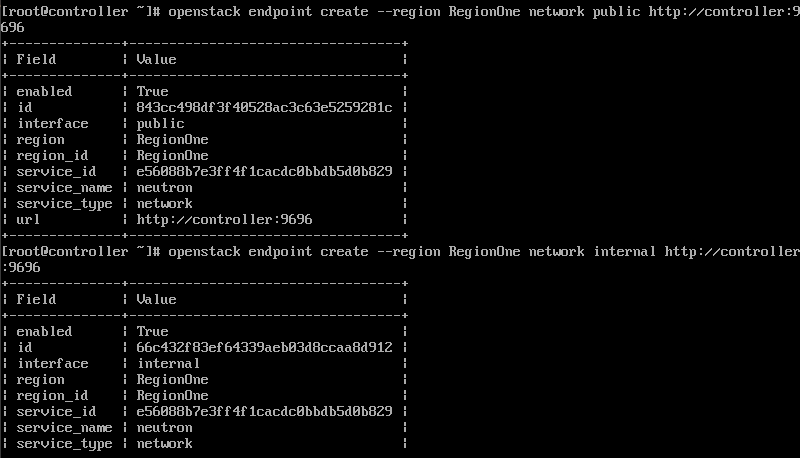 [root@controller ~]# openstack endpoint create --region RegionOne network public http://controller:9
696
+--------------+----------------------------------+
| Field        | Value                            |
+--------------+----------------------------------+
| enabled      | True                             |
| id           | 843cc498df3f40528ac3c63e5259281c |
| interface    | public                           |
| region       | RegionOne                        |
| region_id    | RegionOne                        |
| service_id   | e56088b7e3ff4f1cacdc0bbdb5d0b829 |
| service_name | neutron                          |
| service_type | network                          |
| url          | http://controller:9696           |
+--------------+----------------------------------+
[root@controller ~]# openstack endpoint create --region RegionOne network internal http://controller
:9696
+--------------+----------------------------------+
| Field        | Value                            |
+--------------+----------------------------------+
| enabled      | True                             |
| id           | 66c432f83ef64339aeb03d8ccaa8d912 |
| interface    | internal                         |
| region       | RegionOne                        |
| region_id    | RegionOne                        |
| service_id   | e56088b7e3ff4f1cacdc0bbdb5d0b829 |
| service_name | neutron                          |
| service_type | network                          |